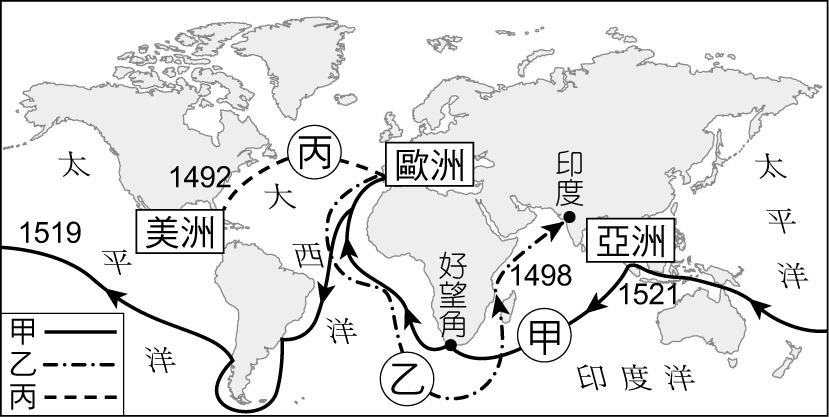 丙
歐洲
太
1492
大
印度
太
美洲
亞洲
平
1519
平
西
好望角
1498
洋
1521
甲
洋
洋
乙
印度洋
甲
乙
丙